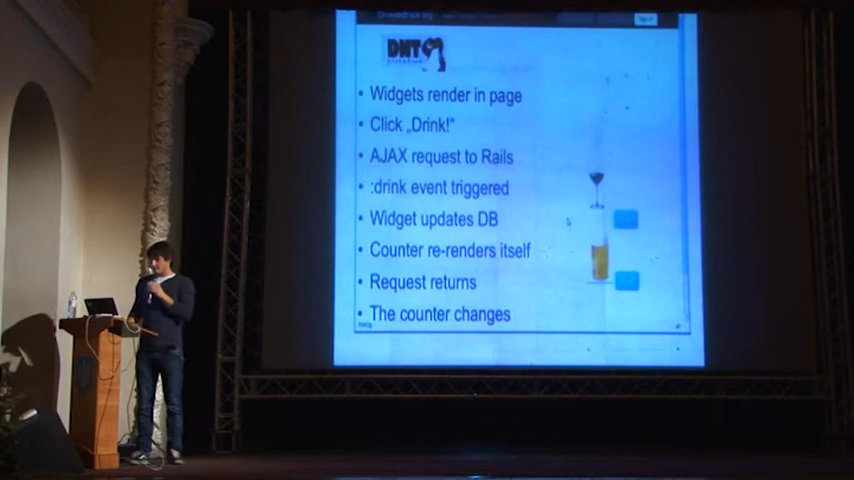 DNT
• Widgets render in page
• Click „Drink!“
• AJAX request to Rails
• :drink event triggered
• Widget updates DB
• Counter re-renders itself
• Request returns
• The counter changes